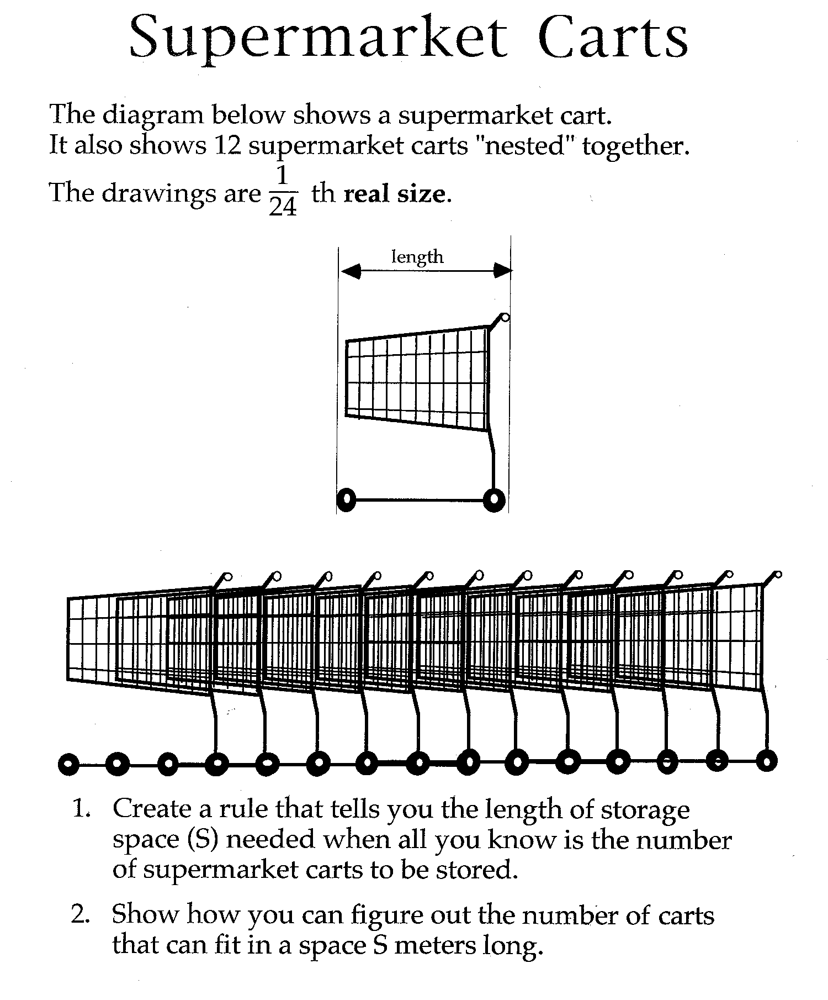 Supermarket Carts
The diagram below shows a supermarket cart.
It also shows 12 supermarket carts "nested" together.
The drawings are 1/24 th real size.
length
1. Create a rule that tells you the length of storage
space (S) needed when all you know is the number
of supermarket carts to be stored.
2. Show how you can figure out the number of carts
that can fit in a space S meters long.